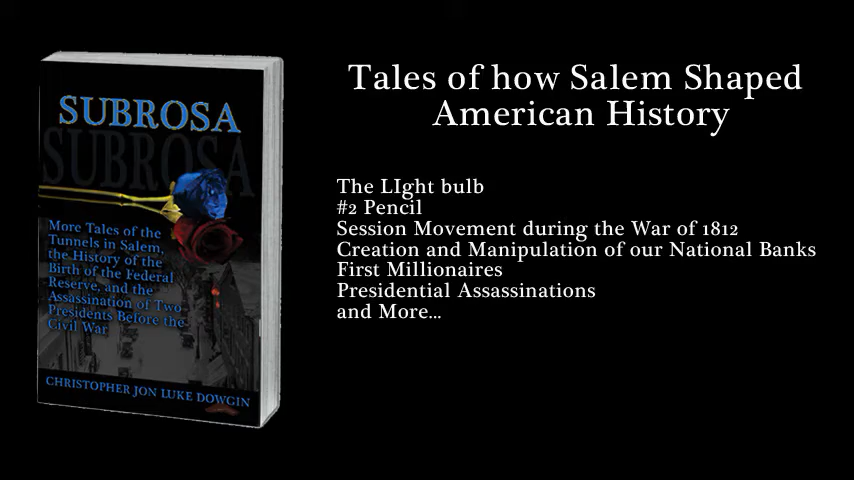 SUBROSA
SUBROSA
More Tales of the
Tunnels in Salem,
the History of the
Birth of the Federal
Reserve, and the
Assassination of Two
Presidents Before the
Civil War
CHRISTOPHER JON LUKE DOWGIN
Tales of how Salem Shaped
American History
The LIght bulb
#2 Pencil
Session Movement during the War of 1812
Creation and Manipulation of our National Banks
First Millionaires
Presidential Assassinations
and More...